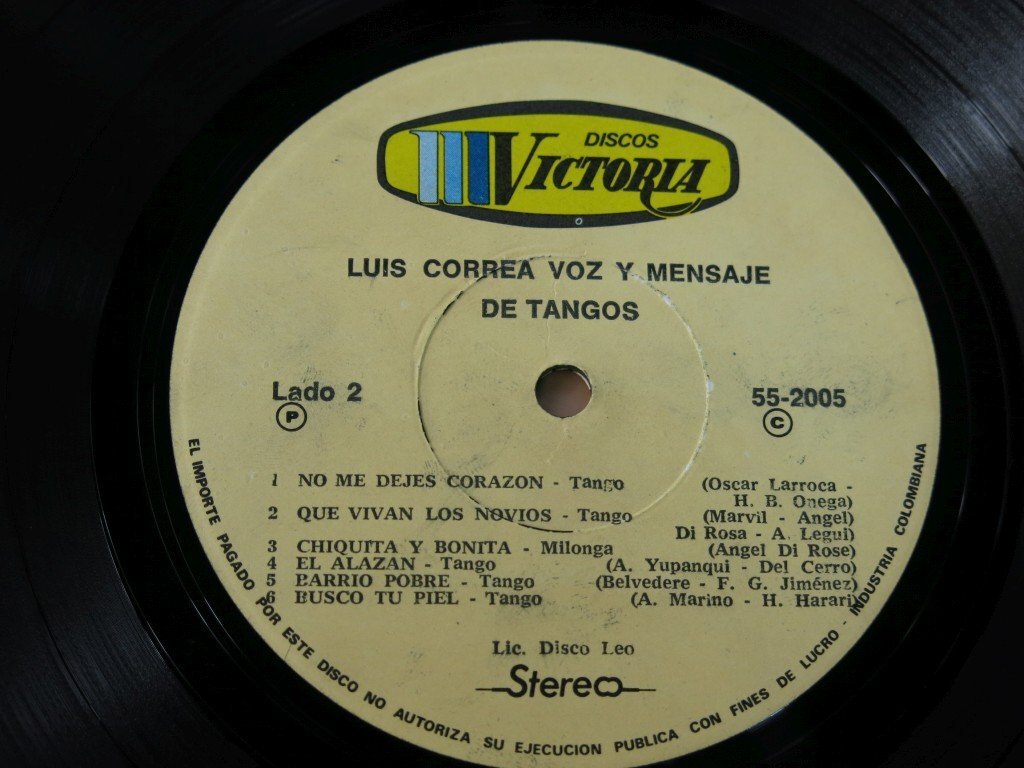 DISCOS
VICTORIA
LUIS CORREA VOZ Y MENSAJE
DE TANGOS
Lado 2 55-2005
P C
1 NO ME DEJES CORAZON - Tango (Oscar Larroca -
H. B. Onega)
2 QUE VIVAN LOS NOVIOS - Tango (Marvil - Angel)
Di Rosa - A. Legui)
3 CHIQUITA Y BONITA - Milonga (Angel Di Rose)
4 EL ALAZAN - Tango (A. Yupanqui - Del Cerro)
5 BARRIO POBRE - Tango (Belvedere - F. G. Jiménez)
6 BUSCO TU PIEL - Tango (A. Marino - H. Harari)
Lic. Disco Leo
Stereo
EL IMPORTE PAGADO POR ESTE DISCO NO AUTORIZA SU EJECUCION PUBLICA CON FINES DE LUCRO - INDUSTRIA COLOMBIANA